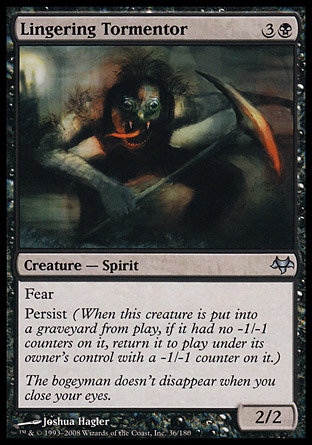 Lingering Tormentor 3
Creature — Spirit
Fear
Persist (When this creature is put into
a graveyard from play, if it had no -1/-1
counters on it, return it to play under its
owner's control with a -1/-1 counter on it.)
The bogeyman doesn't disappear when you
close your eyes.
Joshua Hagler
™ & © 1993–2008 Wizards of the Coast, Inc. 36/180
2/2